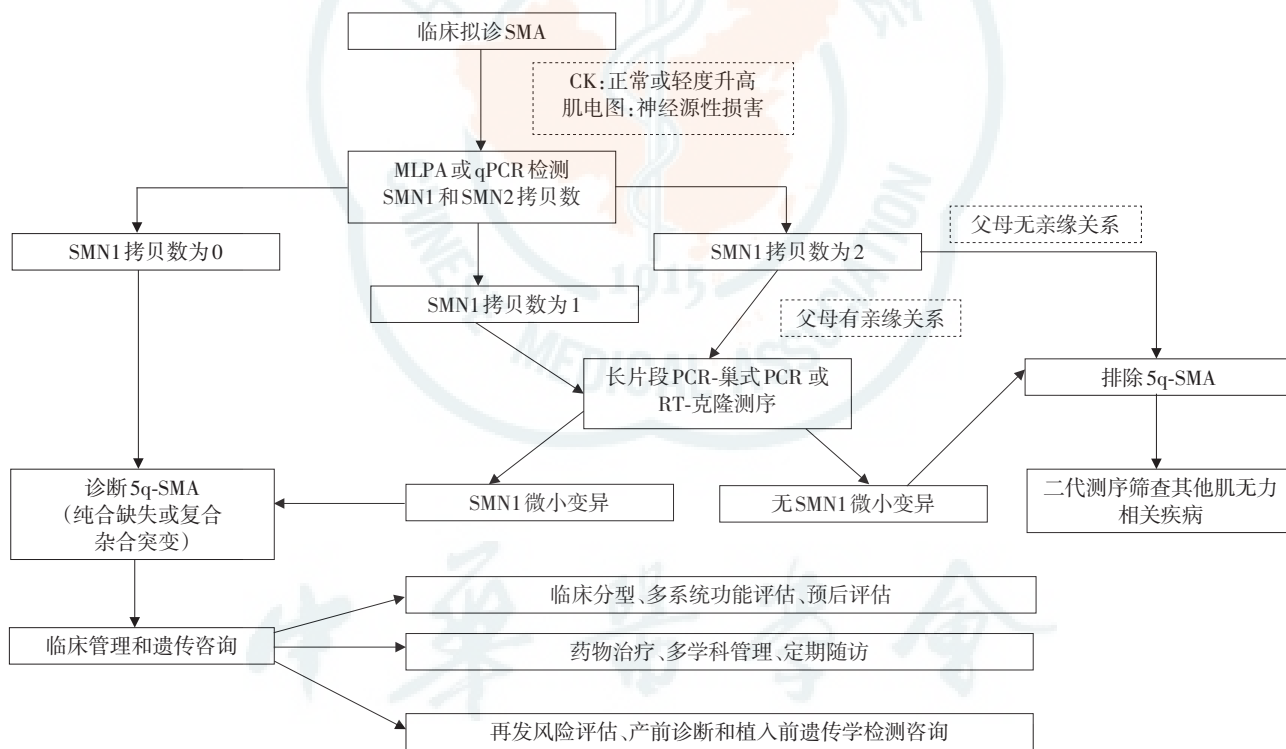 临床拟诊SMA
CK:正常或轻度升高
肌电图:神经源性损害
MLPA或qPCR检测
SMN1和SMN2拷贝数
父母无亲缘关系
SMN1拷贝数为0
SMN1拷贝数为2
SMN1拷贝数为1
父母有亲缘关系
长片段PCR-巢式PCR或
RT-克隆测序
排除5q-SMA
诊断5q-SMA
(纯合缺失或复合
杂合突变)
SMN1微小变异
无SMN1微小变异
二代测序筛查其他肌无力
相关疾病
临床分型、多系统功能评估、预后评估
临床管理和遗传咨询
药物治疗、多学科管理、定期随访
再发风险评估、产前诊断和植入前遗传学检测咨询
1915
CHINESE MEDICAL ASSOCIATION
中华医学会